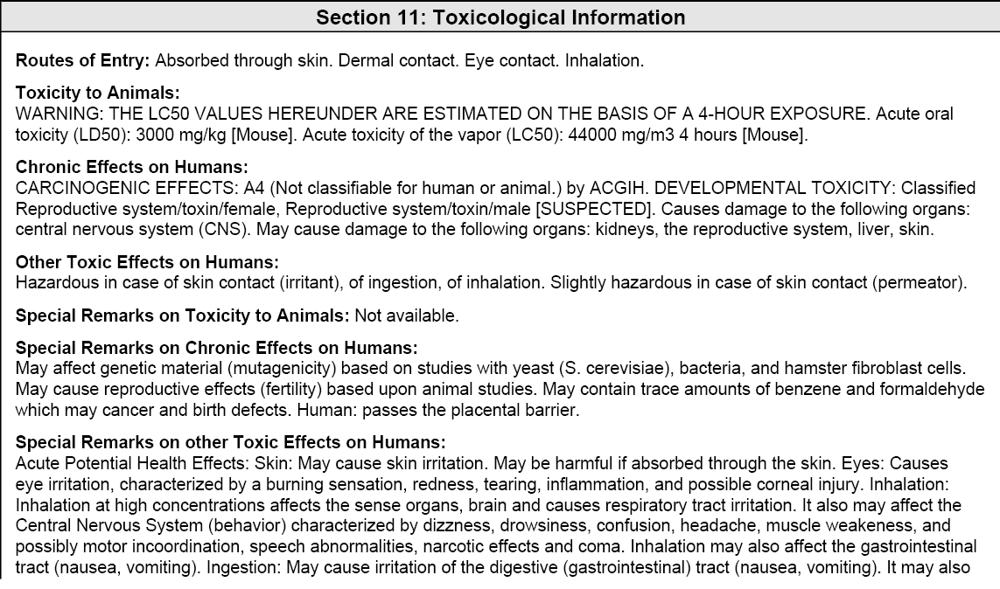 Section 11: Toxicological Information
Routes of Entry: Absorbed through skin. Dermal contact. Eye contact. Inhalation.
Toxicity to Animals:
WARNING: THE LC50 VALUES HEREUNDER ARE ESTIMATED ON THE BASIS OF A 4-HOUR EXPOSURE. Acute oral
toxicity (LD50): 3000 mg/kg [Mouse]. Acute toxicity of the vapor (LC50): 44000 mg/m3 4 hours [Mouse].
Chronic Effects on Humans:
CARCINOGENIC EFFECTS: A4 (Not classifiable for human or animal.) by ACGIH. DEVELOPMENTAL TOXICITY: Classified
Reproductive system/toxin/female, Reproductive system/toxin/male [SUSPECTED]. Causes damage to the following organs:
central nervous system (CNS). May cause damage to the following organs: kidneys, the reproductive system, liver, skin.
Other Toxic Effects on Humans:
Hazardous in case of skin contact (irritant), of ingestion, of inhalation. Slightly hazardous in case of skin contact (permeator).
Special Remarks on Toxicity to Animals: Not available.
Special Remarks on Chronic Effects on Humans:
May affect genetic material (mutagenicity) based on studies with yeast (S. cerevisiae), bacteria, and hamster fibroblast cells.
May cause reproductive effects (fertility) based upon animal studies. May contain trace amounts of benzene and formaldehyde
which may cancer and birth defects. Human: passes the placental barrier.
Special Remarks on other Toxic Effects on Humans:
Acute Potential Health Effects: Skin: May cause skin irritation. May be harmful if absorbed through the skin. Eyes: Causes
eye irritation, characterized by a burning sensation, redness, tearing, inflammation, and possible corneal injury. Inhalation:
Inhalation at high concentrations affects the sense organs, brain and causes respiratory tract irritation. It also may affect the
Central Nervous System (behavior) characterized by dizzness, drowsiness, confusion, headache, muscle weakeness, and
possibly motor incoordination, speech abnormalities, narcotic effects and coma. Inhalation may also affect the gastrointestinal
tract (nausea, vomiting). Ingestion: May cause irritation of the digestive (gastrointestinal) tract (nausea, vomiting). It may also